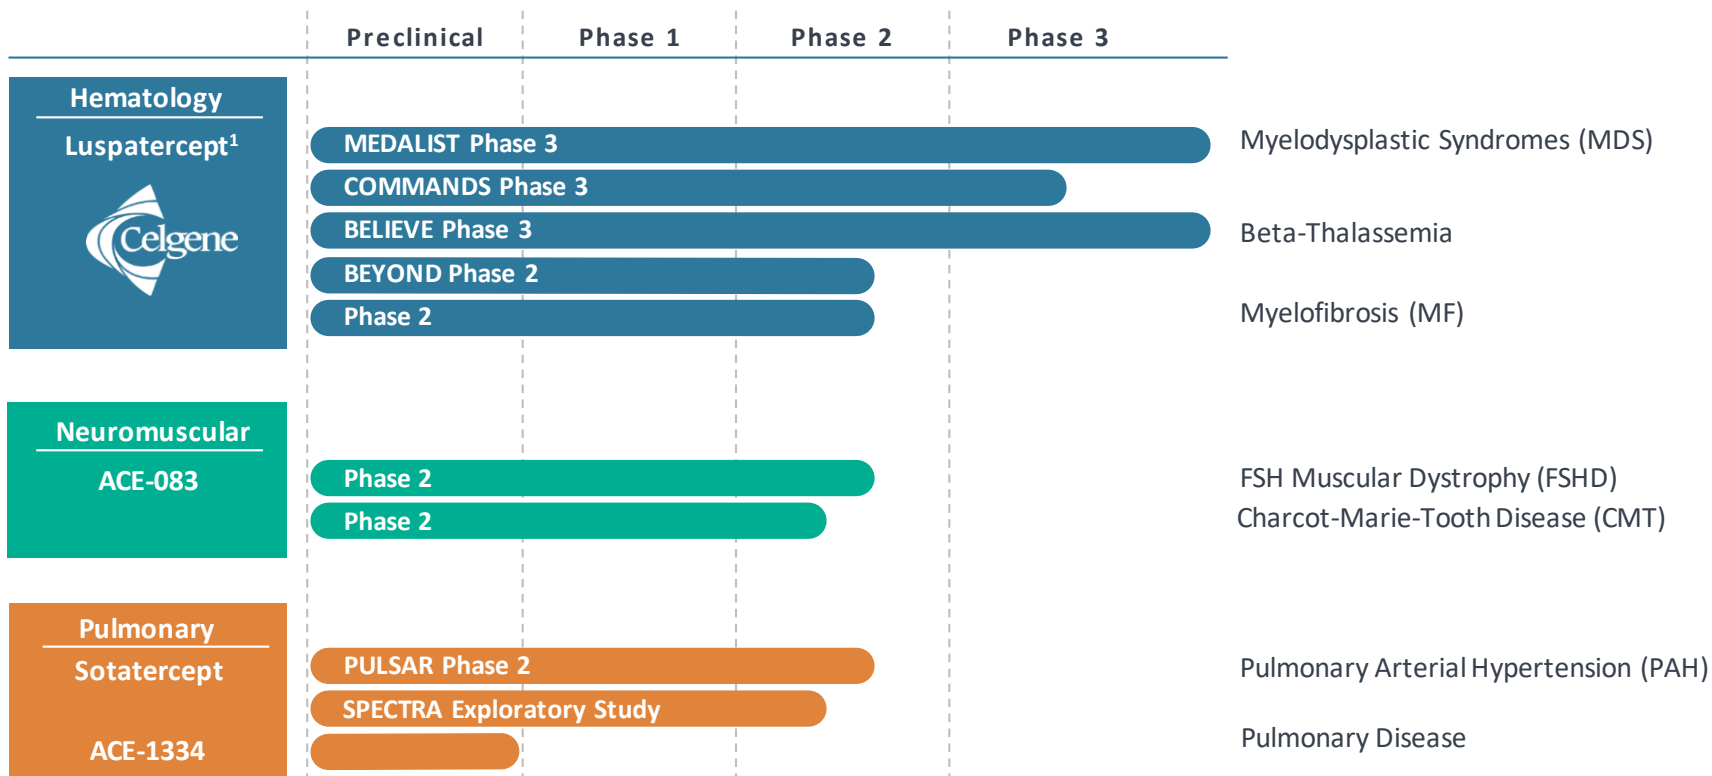 Preclinical Phase 1 Phase 2 Phase 3
Hematology
Luspatercept¹
Celgene
MEDALIST Phase 3 Myelodysplastic Syndromes (MDS)
COMMANDS Phase 3
BELIEVE Phase 3 Beta-Thalassemia
BEYOND Phase 2
Phase 2 Myelofibrosis (MF)
Neuromuscular
ACE-083
Phase 2 FSH Muscular Dystrophy (FSHD)
Phase 2 Charcot-Marie-Tooth Disease (CMT)
Pulmonary
Sotatercept
PULSAR Phase 2 Pulmonary Arterial Hypertension (PAH)
SPECTRA Exploratory Study
ACE-1334 Pulmonary Disease